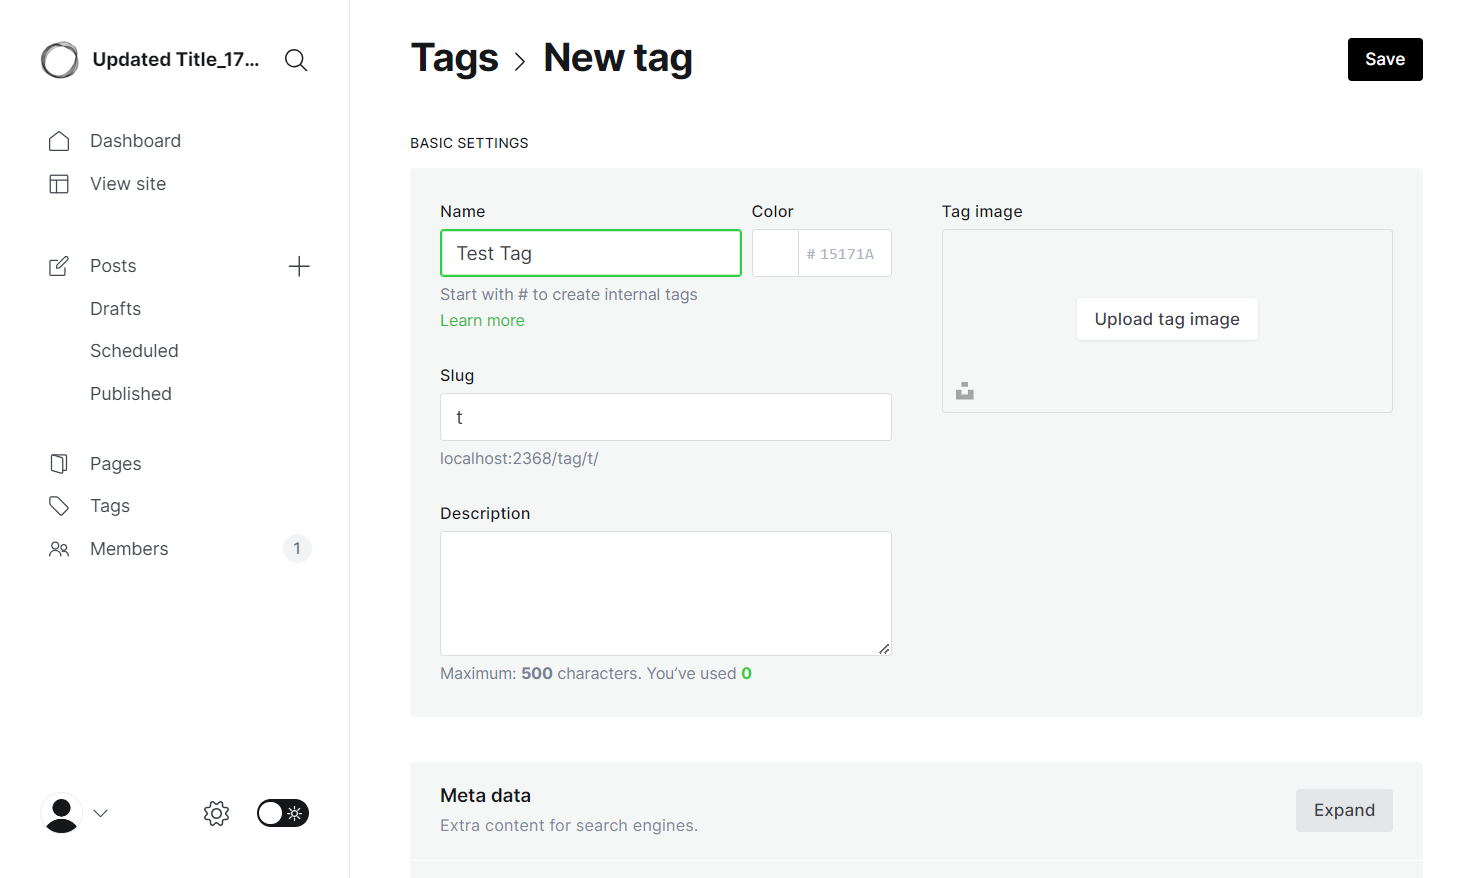 Updated Title_17...
Dashboard
View site
Posts
Drafts
Scheduled
Published
Pages
Tags
Members
1
Tags > New tag
Save
BASIC SETTINGS
Name
Color
Tag image
Test Tag
# 15171A
Start with # to create internal tags
Learn more
Upload tag image
Slug
t
localhost:2368/tag/t/
Description
Maximum: 500 characters. You’ve used 0
Meta data
Extra content for search engines.
Expand